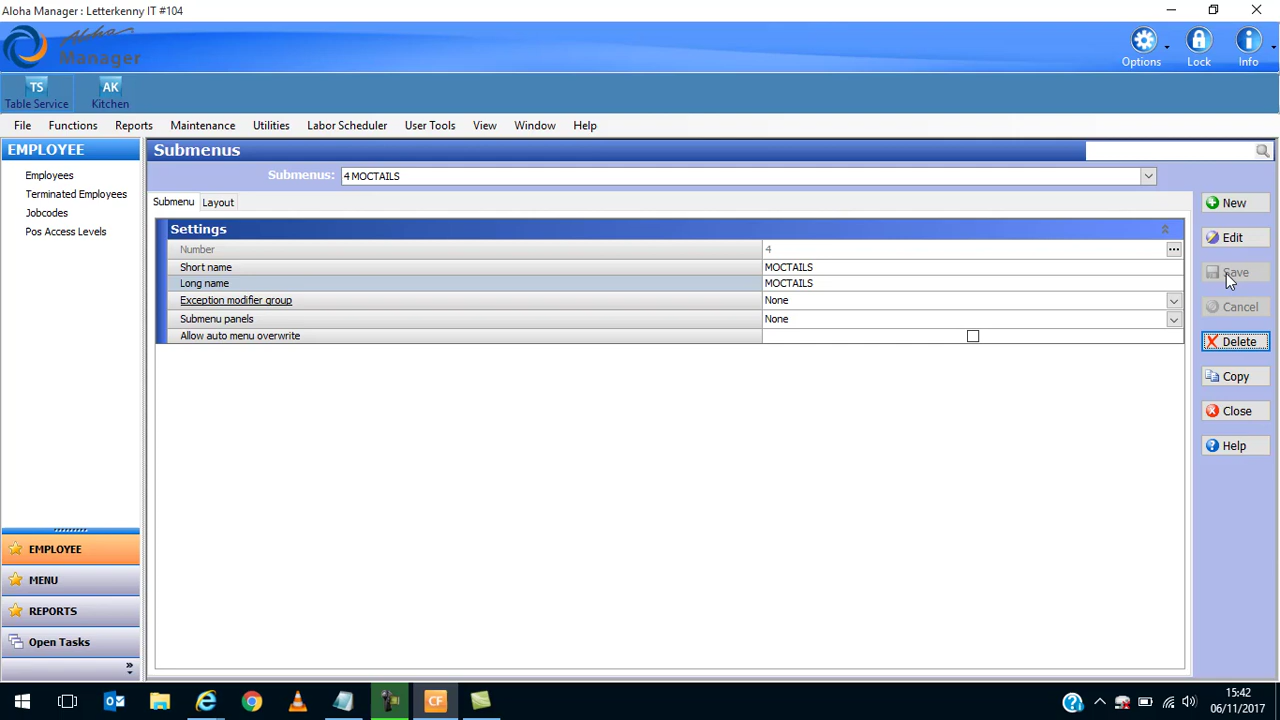 Aloha Manager : Letterkenny IT #104
Aloha
Manager
Options
Lock
Info
TS
Table Service
AK
Kitchen
File Functions Reports Maintenance Utilities Labor Scheduler User Tools View Window Help
EMPLOYEE
Employees
Terminated Employees
Jobcodes
Pos Access Levels
EMPLOYEE
MENU
REPORTS
Open Tasks
»
Submenus
Submenus: 4 MOCTAILS
Submenu Layout
Settings
Number 4 ...
Short name MOCTAILS
Long name MOCTAILS
Exception modifier group None
Submenu panels None
Allow auto menu overwrite
New
Edit
Save
Cancel
Delete
Copy
Close
Help
CF
15:42
06/11/2017